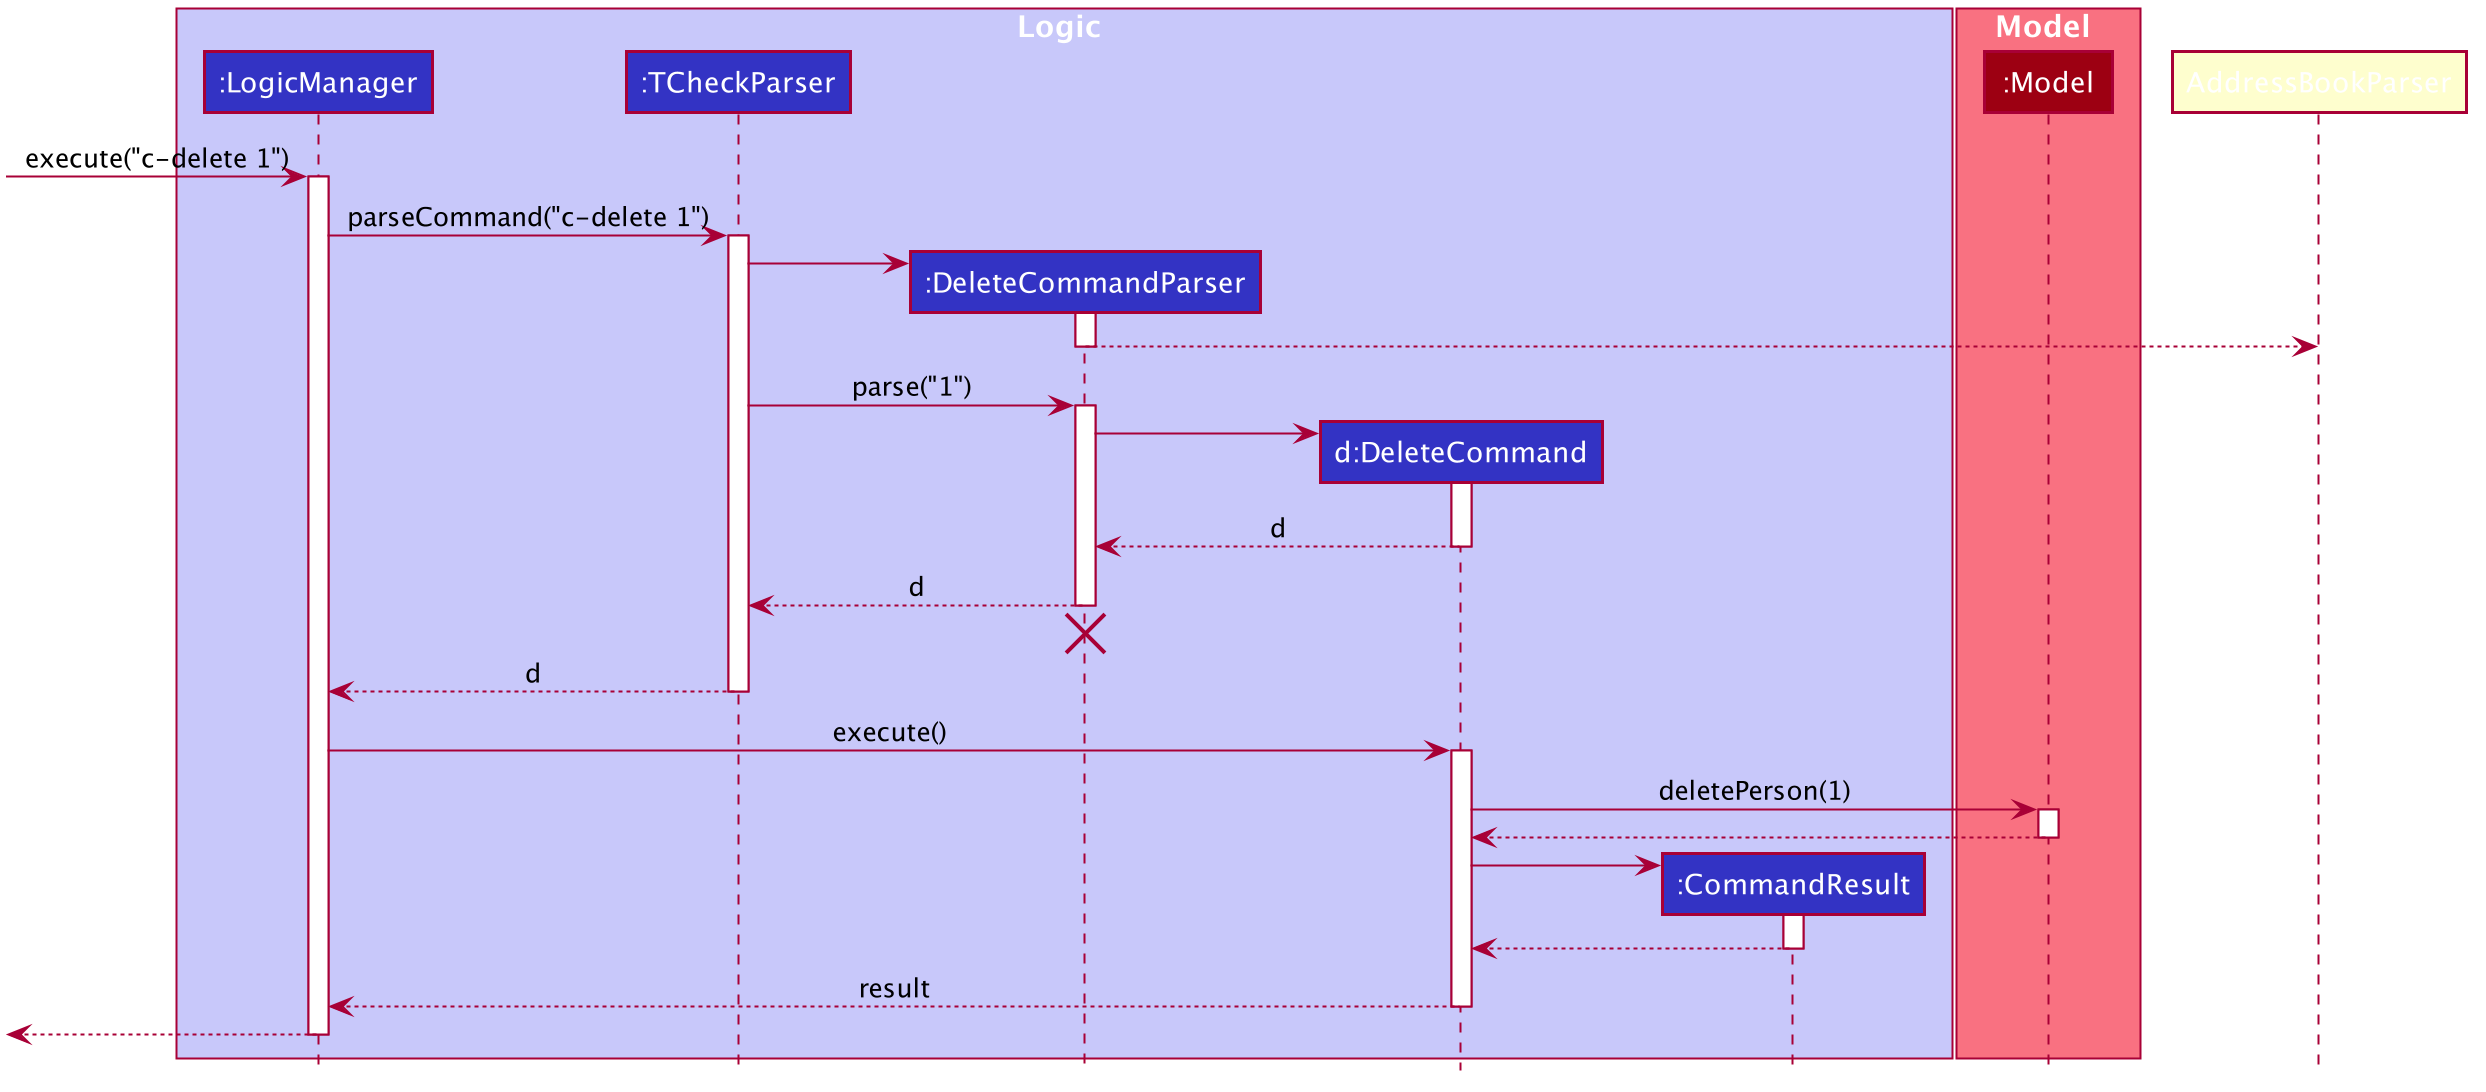 Logic
Model
:LogicManager
:TCheckParser
:Model
AddressBookParser
execute("c-delete 1")
parseCommand("c-delete 1")
:DeleteCommandParser
parse("1")
d:DeleteCommand
d
d
d
execute()
deletePerson(1)
:CommandResult
result